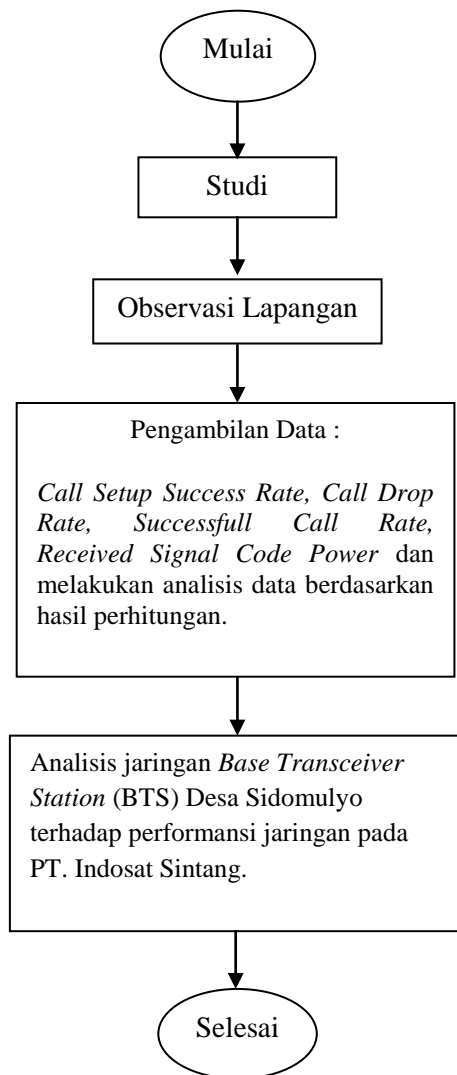 Mulai
Studi
Observasi Lapangan
Pengambilan Data :
Call Setup Success Rate, Call Drop
Rate, Successfull Call Rate,
Received Signal Code Power dan
melakukan analisis data berdasarkan
hasil perhitungan.
Analisis jaringan Base Transceiver
Station (BTS) Desa Sidomulyo
terhadap performansi jaringan pada
PT. Indosat Sintang.
Selesai